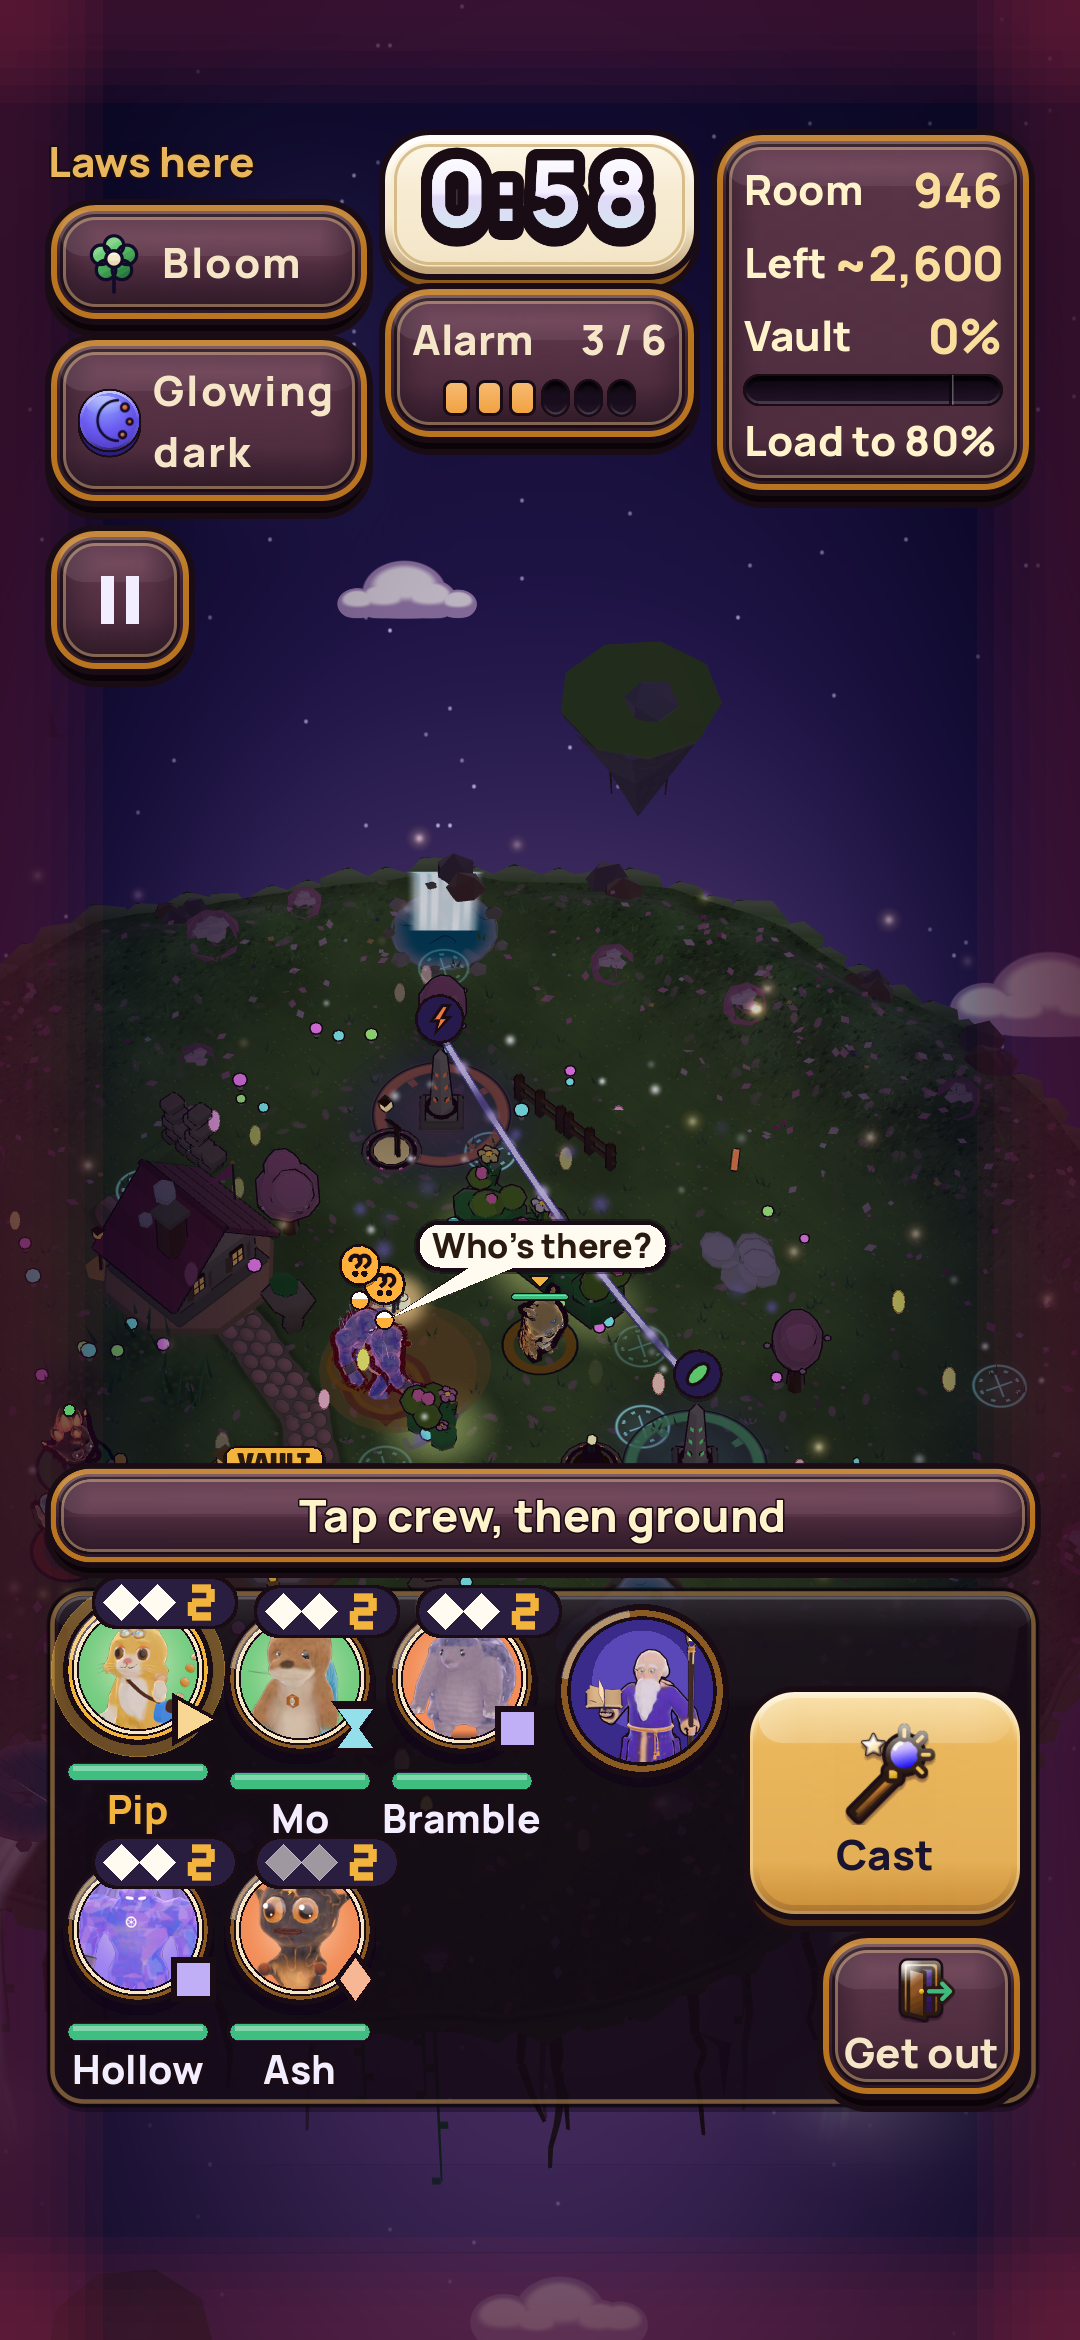 Laws here
Bloom
Glowing
dark
0:58
Alarm 3 / 6
Room 946
Left ~2,600
Vault 0%
Load to 80%
??
??
Who's there?
VAULT
Tap crew, then ground
2
2
2
Pip
Mo
Bramble
2
2
Hollow
Ash
Cast
Get out